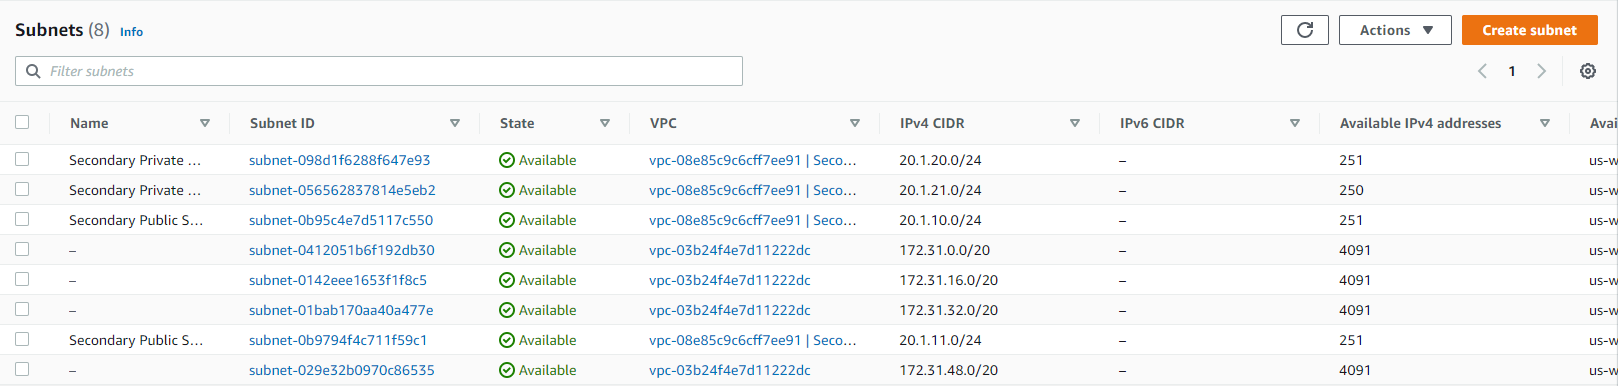 Subnets (8) Info
Actions
Create subnet
Filter subnets
1
Name Subnet ID State VPC IPv4 CIDR IPv6 CIDR Available IPv4 addresses Avai
Secondary Private ... subnet-098d1f6288f647e93 Available vpc-08e85c9c6cff7ee91 | Seco... 20.1.20.0/24 – 251 us-w
Secondary Private ... subnet-056562837814e5eb2 Available vpc-08e85c9c6cff7ee91 | Seco... 20.1.21.0/24 – 250 us-w
Secondary Public S... subnet-0b95c4e7d5117c550 Available vpc-08e85c9c6cff7ee91 | Seco... 20.1.10.0/24 – 251 us-w
– subnet-0412051b6f192db30 Available vpc-03b24f4e7d11222dc 172.31.0.0/20 – 4091 us-w
– subnet-0142eee1653f1f8c5 Available vpc-03b24f4e7d11222dc 172.31.16.0/20 – 4091 us-w
– subnet-01bab170aa40a477e Available vpc-03b24f4e7d11222dc 172.31.32.0/20 – 4091 us-w
Secondary Public S... subnet-0b9794f4c711f59c1 Available vpc-08e85c9c6cff7ee91 | Seco... 20.1.11.0/24 – 251 us-w
– subnet-029e32b0970c86535 Available vpc-03b24f4e7d11222dc 172.31.48.0/20 – 4091 us-w